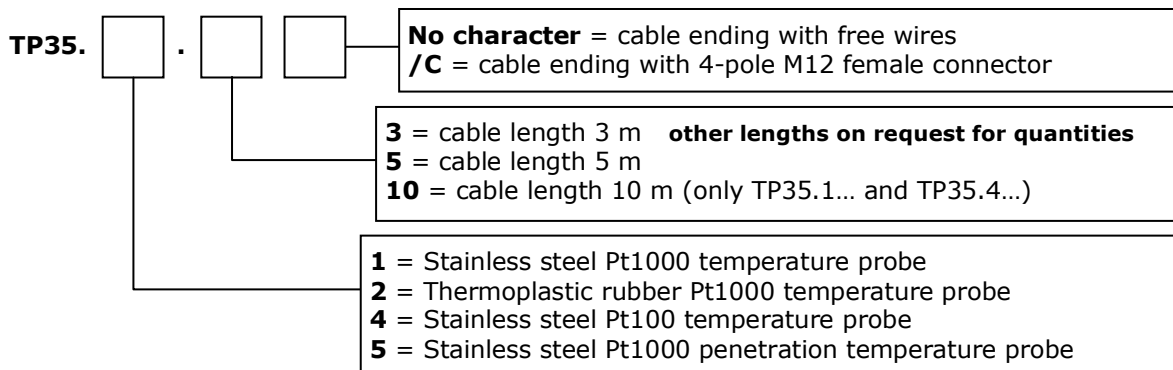 TP35. .
No character = cable ending with free wires
/C = cable ending with 4-pole M12 female connector
3 = cable length 3 m other lengths on request for quantities
5 = cable length 5 m
10 = cable length 10 m (only TP35.1... and TP35.4...)
1 = Stainless steel Pt1000 temperature probe
2 = Thermoplastic rubber Pt1000 temperature probe
4 = Stainless steel Pt100 temperature probe
5 = Stainless steel Pt1000 penetration temperature probe